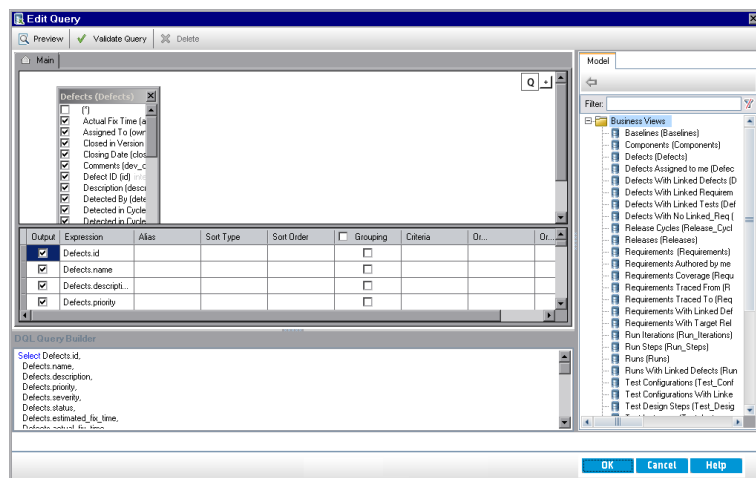 Edit Query
Preview Validate Query Delete
Main
Q +
Defects (Defects)
(*)
Actual Fix Time (a
Assigned To (own
Closed in Version
Closing Date (clos
Comments (dev_c
Defect ID (id)
Description (descr
Detected By (dete
Detected in Cycle
Detected in Cycle
Output Expression Alias Sort Type Sort Order Grouping Criteria Or... Or...
Defects.id
Defects.name
Defects.descripti...
Defects.priority
DQL Query Builder
Select Defects.id,
Defects.name,
Defects.description,
Defects.priority,
Defects.severity,
Defects.status,
Defects.estimated_fix_time,
Defects.actual_fix_time
Model
Filter:
Business Views
Baselines (Baselines)
Components (Components)
Defects (Defects)
Defects Assigned to me (Defec
Defects With Linked Defects (D
Defects With Linked Requirem
Defects With Linked Tests (Def
Defects With No Linked_Req (
Release Cycles (Release_Cycl
Releases (Releases)
Requirements (Requirements)
Requirements Authored by me
Requirements Coverage (Requ
Requirements Traced From (R
Requirements Traced To (Req
Requirements With Linked Def
Requirements With Target Rel
Run Iterations (Run_Iterations)
Run Steps (Run_Steps)
Runs (Runs)
Runs With Linked Defects (Run
Test Configurations (Test_Conf
Test Configurations With Linke
Test Design Steps (Test_Desig
OK Cancel Help